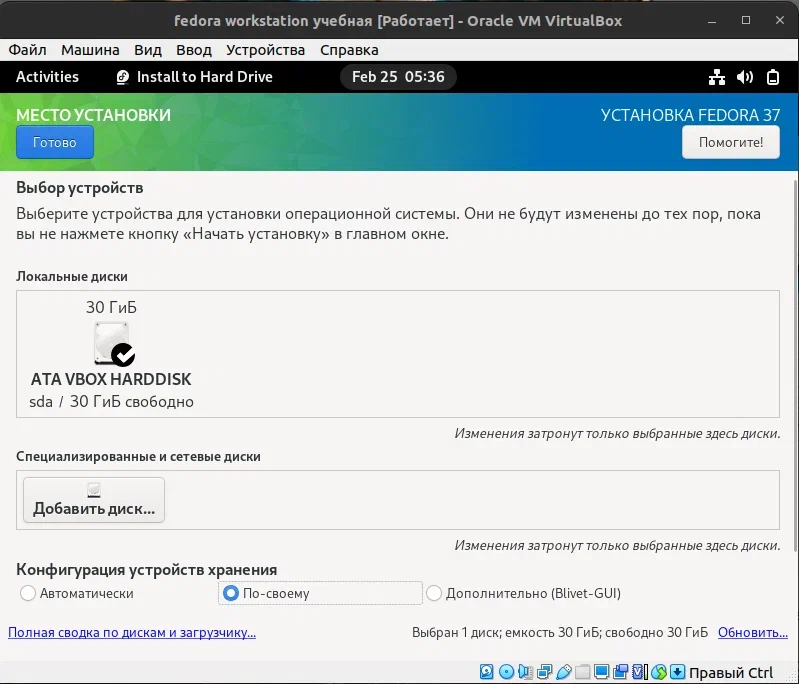 fedora workstation учебная [Работает] - Oracle VM VirtualBox
Файл Машина Вид Ввод Устройства Справка
Activities Install to Hard Drive Feb 25 05:36
МЕСТО УСТАНОВКИ УСТАНОВКА FEDORA 37
Готово Помогите!
Выбор устройств
Выберите устройства для установки операционной системы. Они не будут изменены до тех пор, пока
вы не нажмете кнопку «Начать установку» в главном окне.
Локальные диски
30 ГиБ
ATA VBOX HARDDISK
sda / 30 ГиБ свободно
Изменения затронут только выбранные здесь диски.
Специализированные и сетевые диски
Добавить диск...
Изменения затронут только выбранные здесь диски.
Конфигурация устройств хранения
Автоматически По-своему Дополнительно (Blivet-GUI)
Полная сводка по дискам и загрузчику... Выбран 1 диск; емкость 30 ГиБ; свободно 30 ГиБ Обновить...
Правый Ctrl